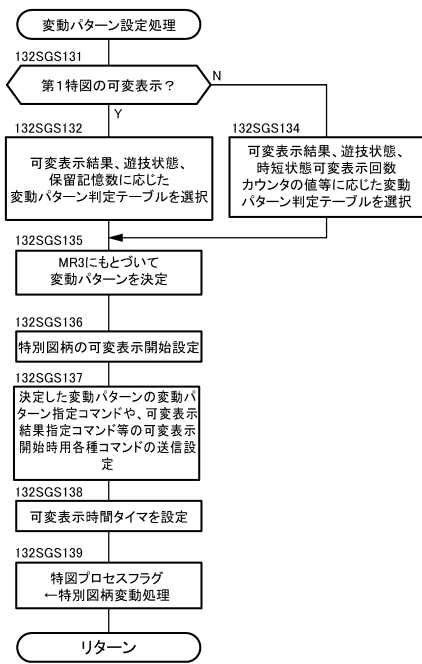 変動パターン設定処理
132SGS131
第１特図の可変表示？
N
Y
132SGS132
可変表示結果、遊技状態、
保留記憶数に応じた
変動パターン判定テーブルを選択
132SGS134
可変表示結果、遊技状態、
時短状態可変表示回数
カウンタの値等に応じた変動
パターン判定テーブルを選択
132SGS135
MR3にもとづいて
変動パターンを決定
132SGS136
特別図柄の可変表示開始設定
132SGS137
決定した変動パターンの変動パ
ターン指定コマンドや、可変表示
結果指定コマンド等の可変表示
開始時用各種コマンドの送信設
定
132SGS138
可変表示時間タイマを設定
132SGS139
特図プロセスフラグ
←特別図柄変動処理
リターン